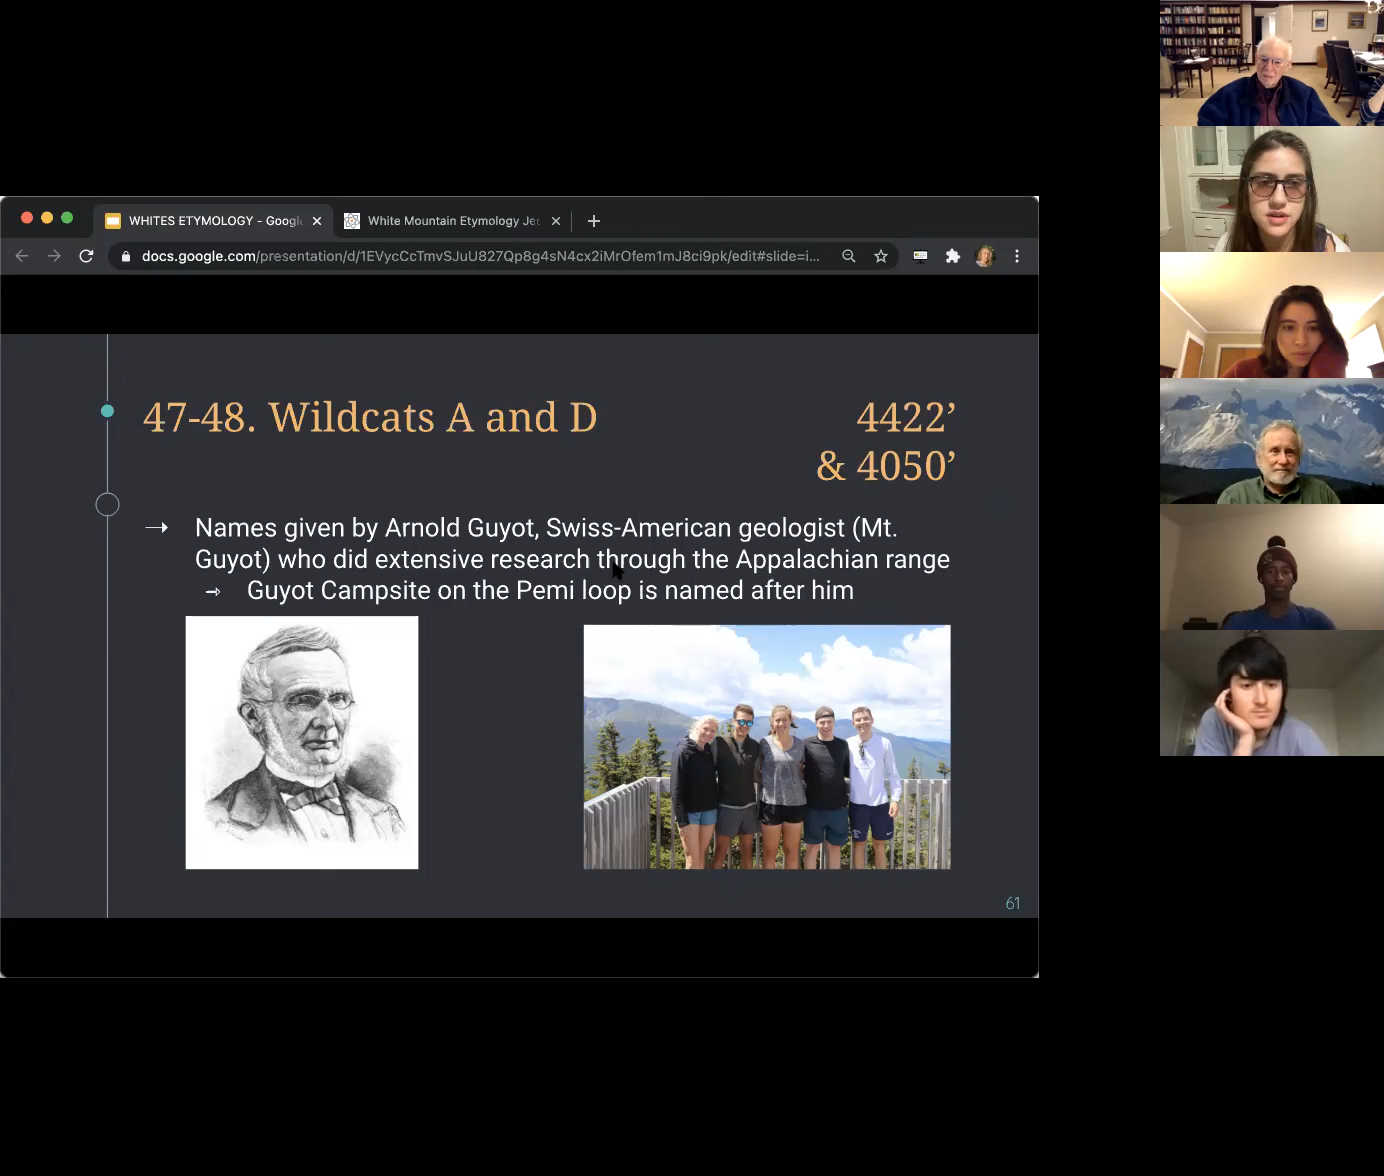 WHITES ETYMOLOGY - Googl
White Mountain Etymology Je
docs.google.com/presentation/d/1EVycCcTmvSJuU827Qp8g4sN4cx2iMrOfem1mJ8ci9pk/edit#slide=i...
47-48. Wildcats A and D 4422’
& 4050’
Names given by Arnold Guyot, Swiss-American geologist (Mt.
Guyot) who did extensive research through the Appalachian range
Guyot Campsite on the Pemi loop is named after him
61